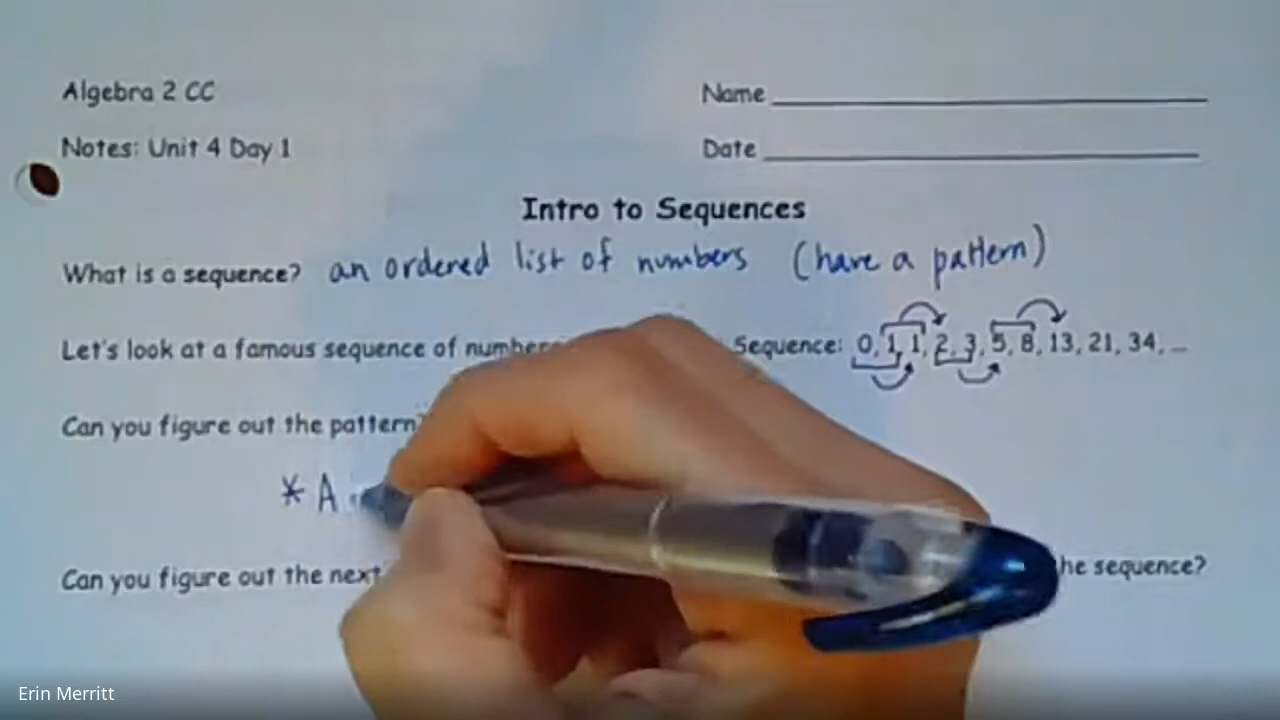 Algebra 2 CC
Name
Notes: Unit 4 Day 1
Date
Intro to Sequences
What is a sequence? an ordered list of numbers (have a pattern)
Let's look at a famous sequence of numbers Sequence: 0, 1, 1, 2, 3, 5, 8, 13, 21, 34, ...
Can you figure out the pattern?
* A
Can you figure out the next he sequence?
Erin Merritt